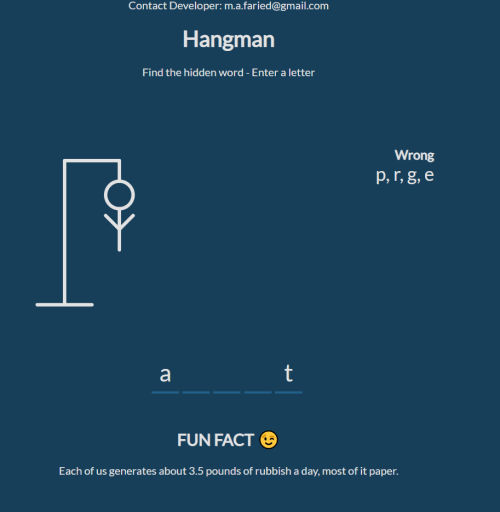 Contact Developer: m.a.faried@gmail.com
Hangman
Find the hidden word - Enter a letter
Wrong
p, r, g, e
a t
FUN FACT 😉
Each of us generates about 3.5 pounds of rubbish a day, most of it paper.